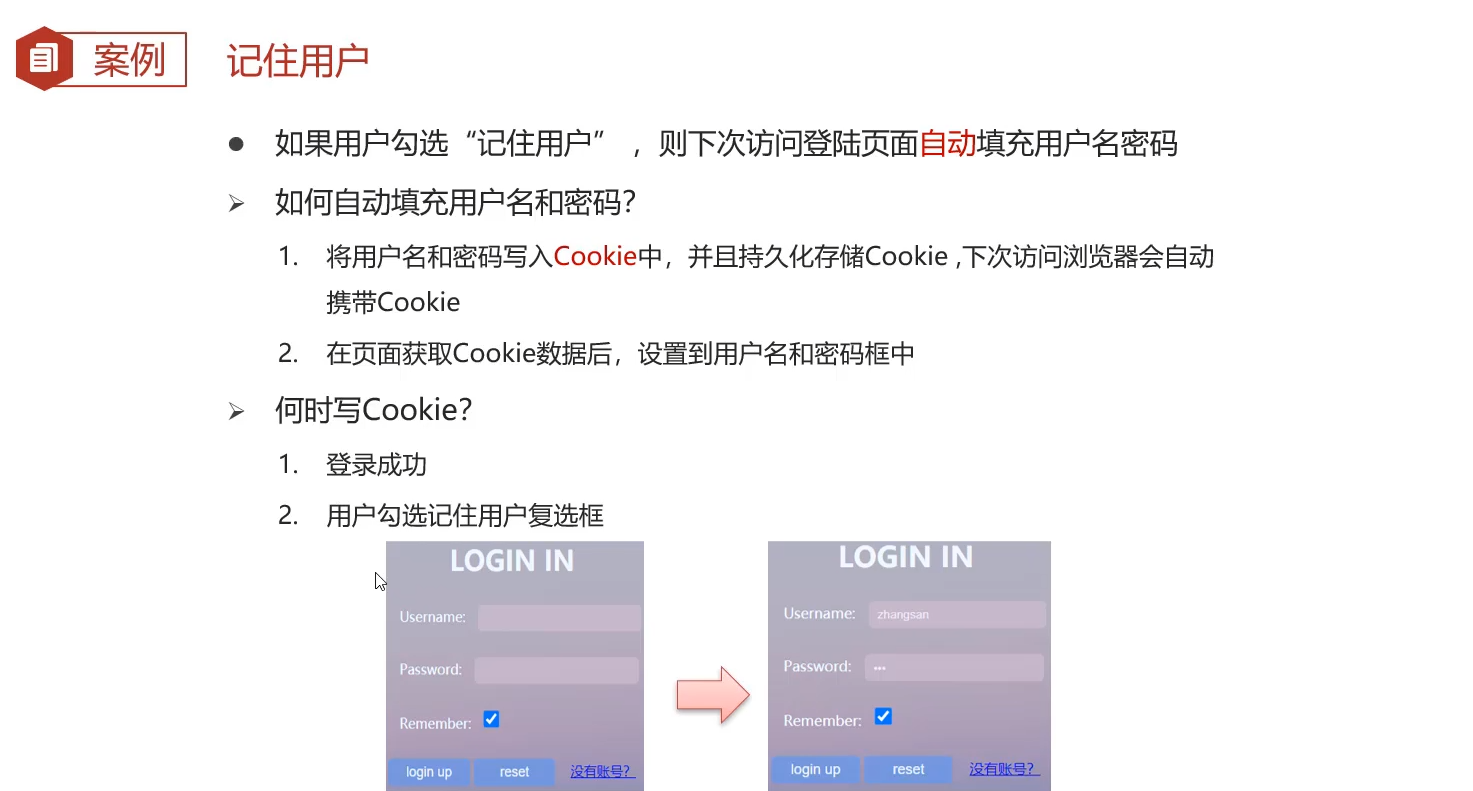 案例
记住用户
● 如果用户勾选“记住用户” ，则下次访问登陆页面自动填充用户名密码
➢ 如何自动填充用户名和密码？
1. 将用户名和密码写入Cookie中，并且持久化存储Cookie ,下次访问浏览器会自动
携带Cookie
2. 在页面获取Cookie数据后，设置到用户名和密码框中
➢ 何时写Cookie？
1. 登录成功
2. 用户勾选记住用户复选框
LOGIN IN
Username:
Password:
Remember:
login up reset 没有账号？
LOGIN IN
Username: zhangsan
Password: •••
Remember:
login up reset 没有账号？